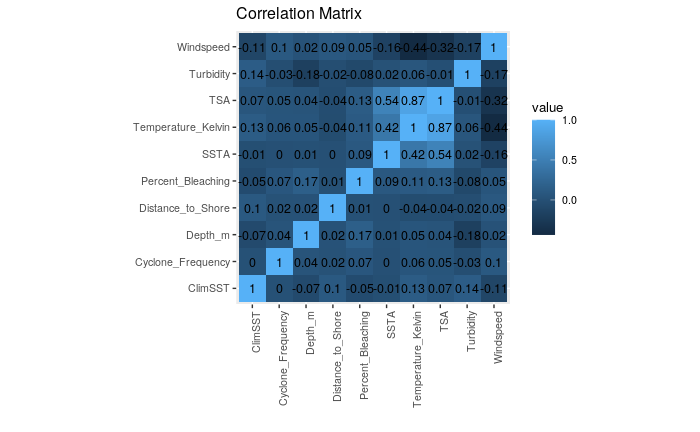 Correlation Matrix
Windspeed -0.11 0.1 0.02 0.09 0.05 -0.16 -0.44 -0.32 -0.17 1
Turbidity 0.14 -0.03 -0.18 -0.02 -0.08 0.02 0.06 -0.01 1 -0.17
TSA 0.07 0.05 0.04 -0.04 0.13 0.54 0.87 1 -0.01 -0.32
Temperature_Kelvin 0.13 0.06 0.05 -0.04 0.11 0.42 1 0.87 0.06 -0.44
SSTA -0.01 0 0.01 0 0.09 1 0.42 0.54 0.02 -0.16
Percent_Bleaching -0.05 0.07 0.17 0.01 1 0.09 0.11 0.13 -0.08 0.05
Distance_to_Shore 0.1 0.02 0.02 1 0.01 0 -0.04 -0.04 -0.02 0.09
Depth_m -0.07 0.04 1 0.02 0.17 0.01 0.05 0.04 -0.18 0.02
Cyclone_Frequency 0 1 0.04 0.02 0.07 0 0.06 0.05 -0.03 0.1
ClimSST 1 0 -0.07 0.1 -0.05 -0.01 0.13 0.07 0.14 -0.11
ClimSST
Cyclone_Frequency
Depth_m
Distance_to_Shore
Percent_Bleaching
SSTA
Temperature_Kelvin
TSA
Turbidity
Windspeed
value
1.0
0.5
0.0